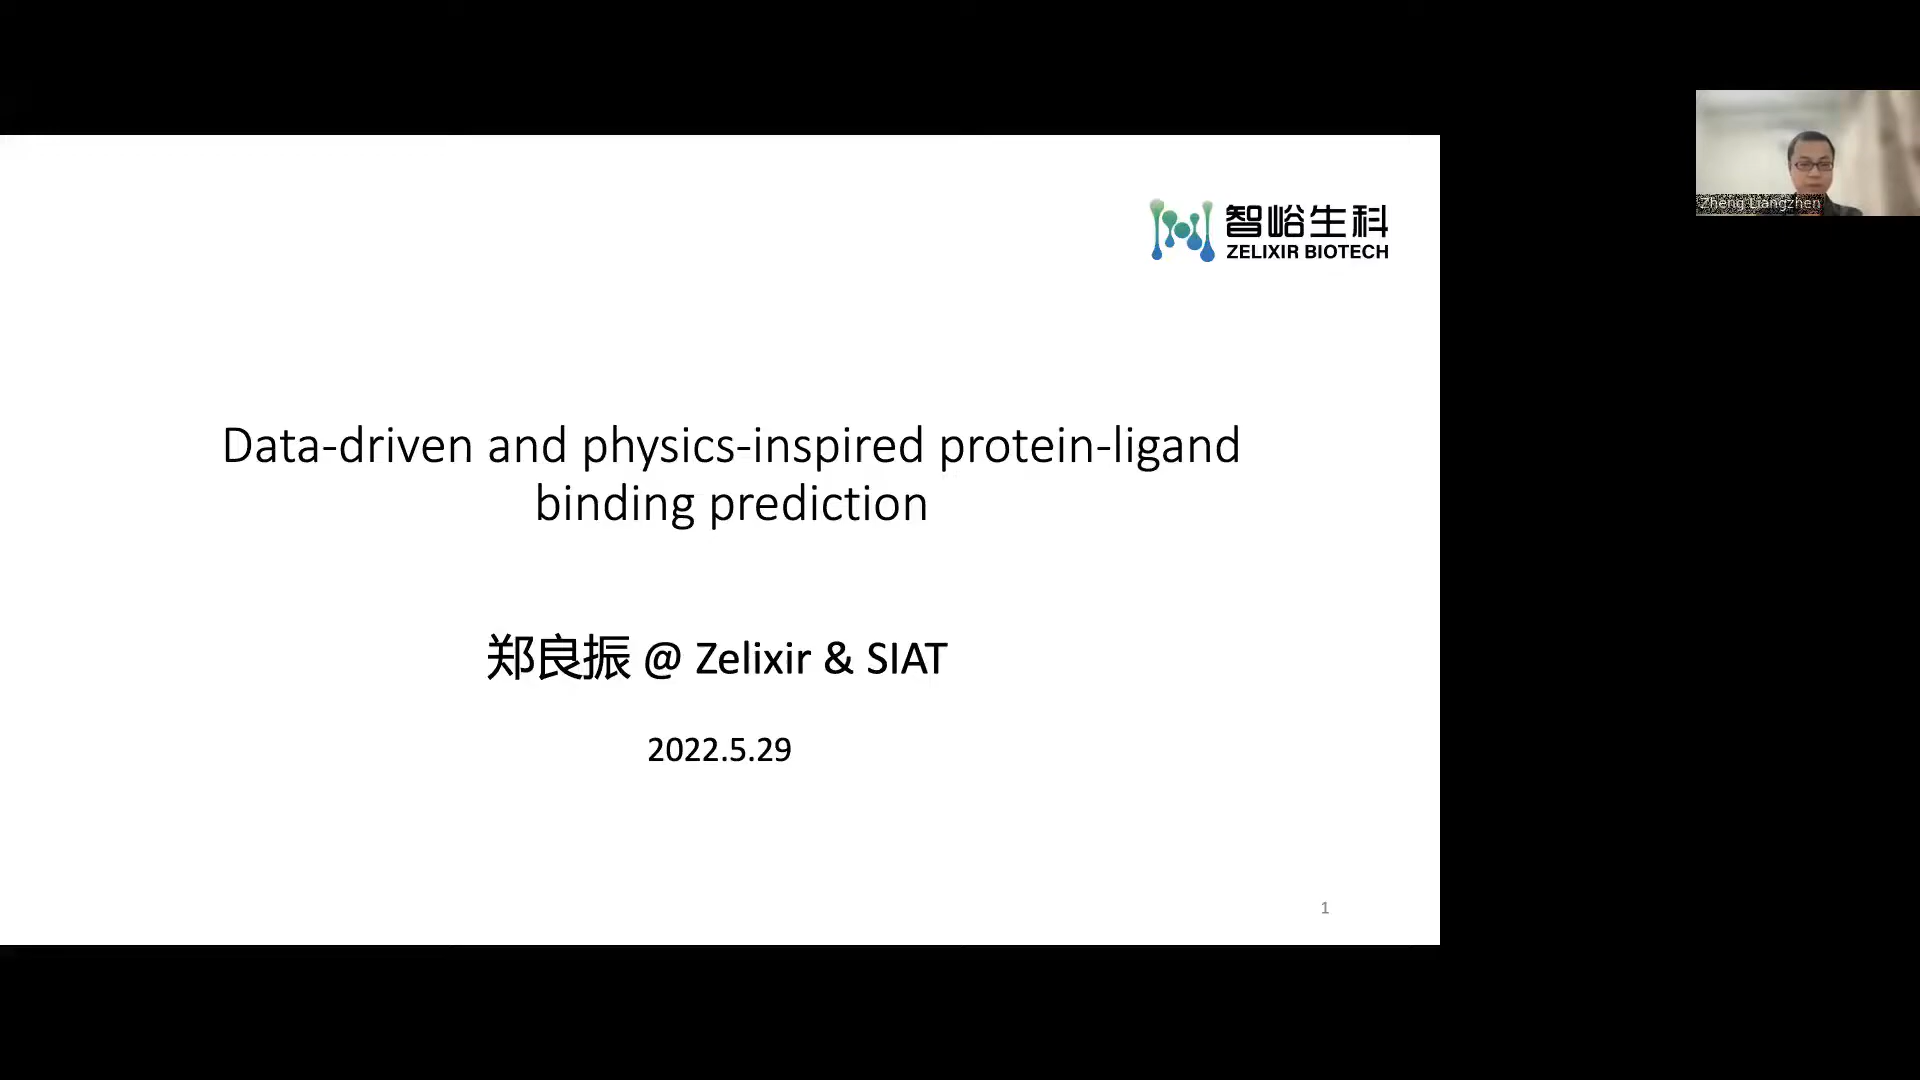 智峪生科
ZELIXIR BIOTECH
Zheng Liangzhen
Data-driven and physics-inspired protein-ligand
binding prediction
郑良振 @ Zelixir & SIAT
2022.5.29
1